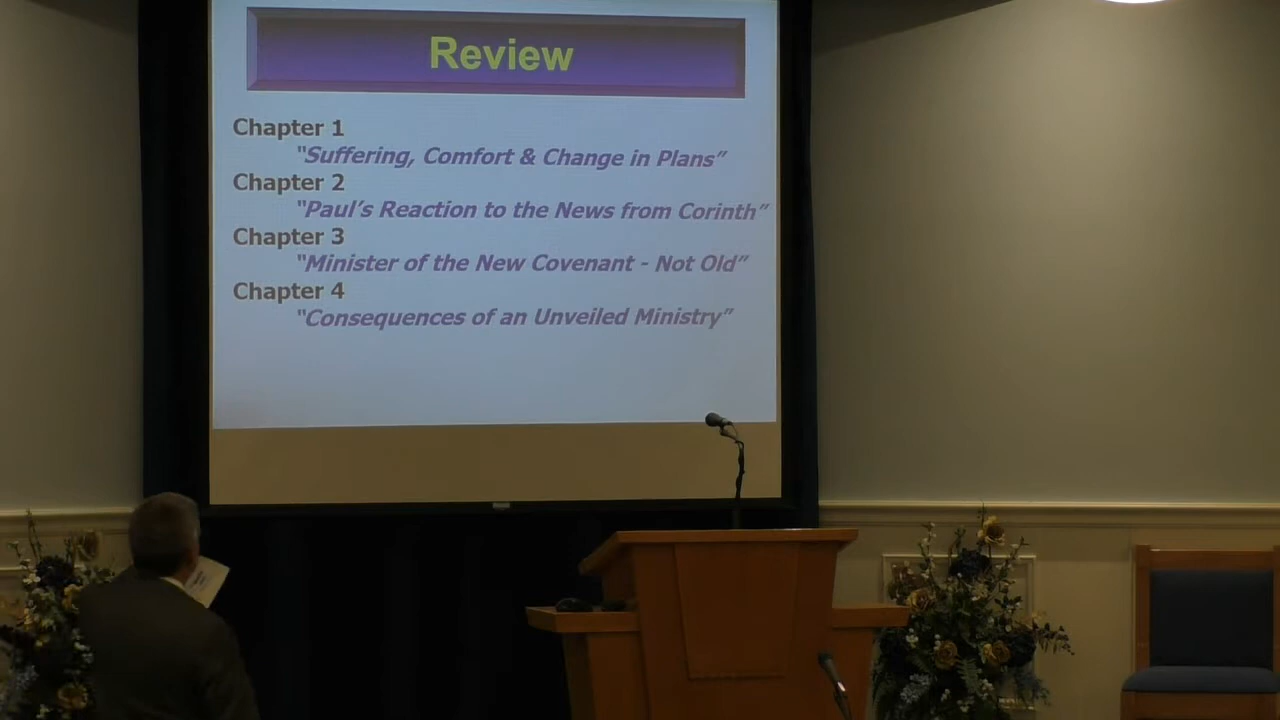 Review
Chapter 1
"Suffering, Comfort & Change in Plans"
Chapter 2
"Paul's Reaction to the News from Corinth"
Chapter 3
"Minister of the New Covenant - Not Old"
Chapter 4
"Consequences of an Unveiled Ministry"